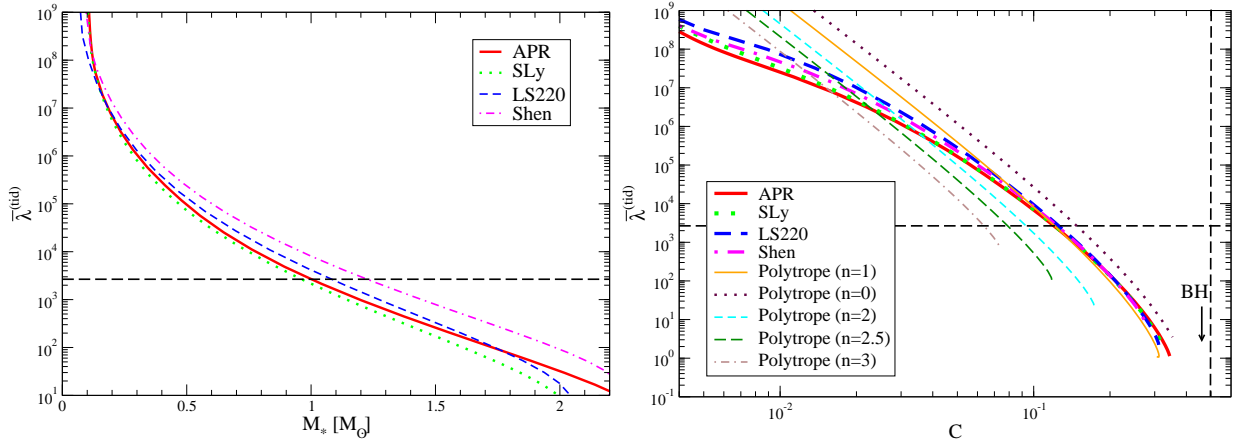 10⁹
10⁸
10⁷
10⁶
10⁵
10⁴
10³
10²
10¹
λ̄⁽ᵗⁱᵈ⁾
0
0.5
1
1.5
2
M* [M⊙]
APR
SLy
LS220
Shen
10⁹
10⁸
10⁷
10⁶
10⁵
10⁴
10³
10²
10¹
10⁰
10⁻¹
λ̄⁽ᵗⁱᵈ⁾
10⁻²
10⁻¹
C
APR
SLy
LS220
Shen
Polytrope (n=1)
Polytrope (n=0)
Polytrope (n=2)
Polytrope (n=2.5)
Polytrope (n=3)
BH